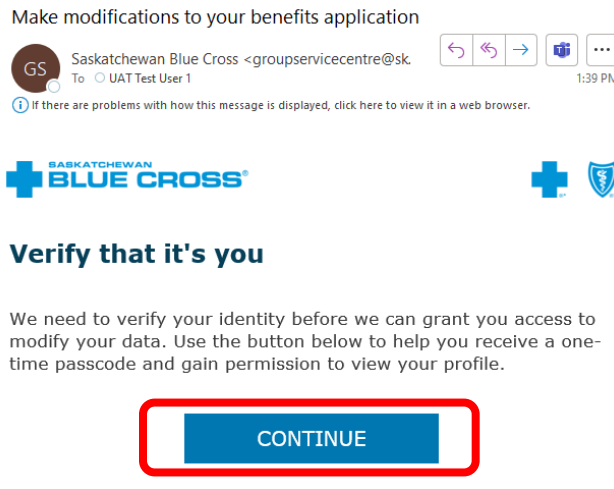 Make modifications to your benefits application
GS
Saskatchewan Blue Cross <groupservicecentre@sk.
To UAT Test User 1
1:39 PM
If there are problems with how this message is displayed, click here to view it in a web browser.
SASKATCHEWAN
BLUE CROSS®
Verify that it's you
We need to verify your identity before we can grant you access to
modify your data. Use the button below to help you receive a one-
time passcode and gain permission to view your profile.
CONTINUE